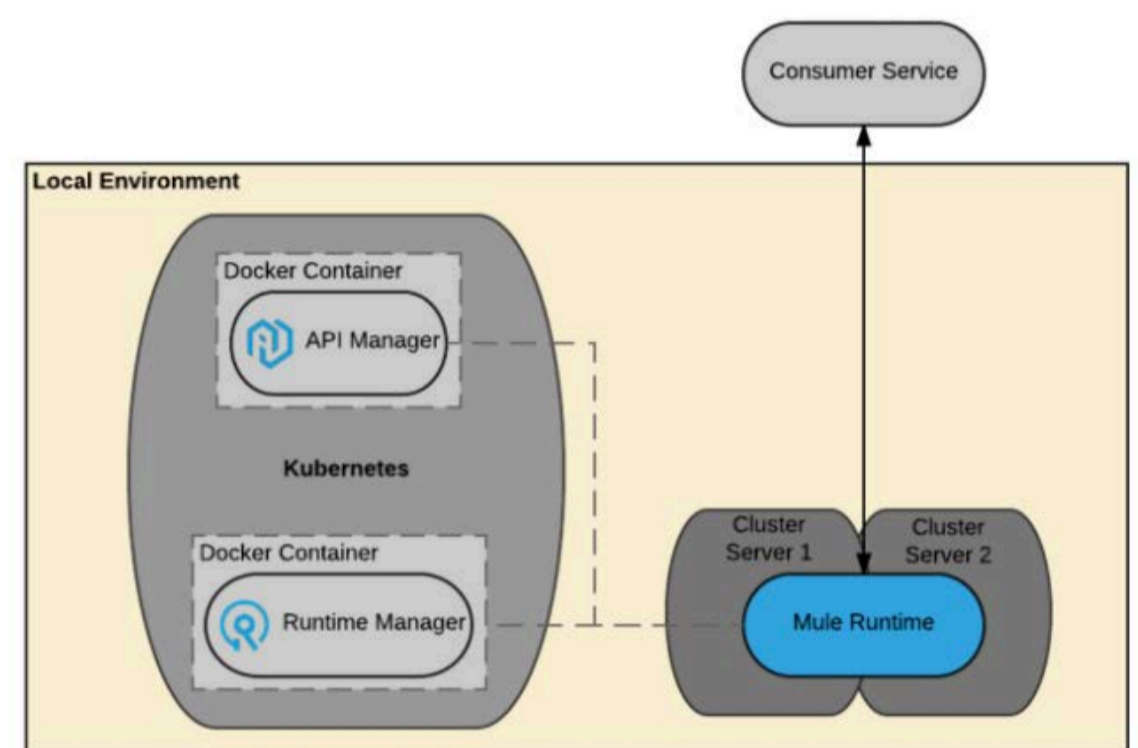 Consumer Service
Local Environment
Docker Container
API Manager
Kubernetes
Docker Container
Runtime Manager
Cluster
Server 1
Cluster
Server 2
Mule Runtime